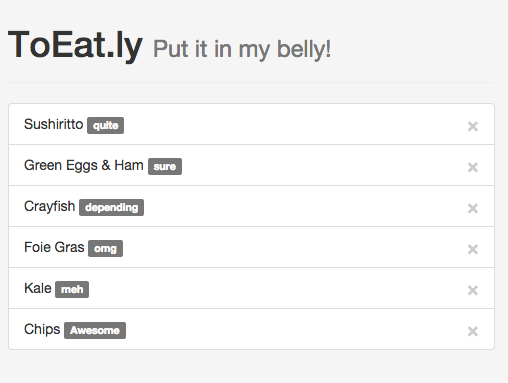 ToEat.ly Put it in my belly!
Sushiritto quite ×
Green Eggs & Ham sure ×
Crayfish depending ×
Foie Gras omg ×
Kale meh ×
Chips Awesome ×